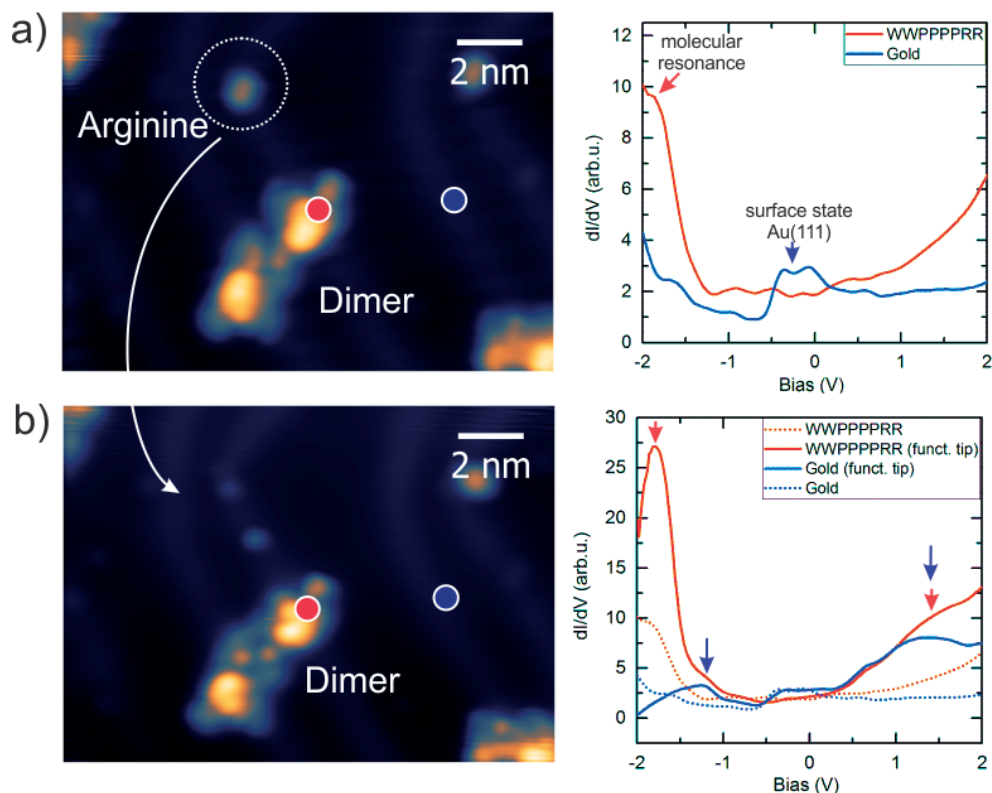 a)
2 nm
Arginine
Dimer
12
10
8
6
4
2
0
dI/dV (arb.u.)
molecular
resonance
WWPPPPRR
Gold
surface state
Au(111)
-2
-1
0
1
2
Bias (V)
b)
2 nm
Dimer
30
25
20
15
10
5
0
dI/dV (arb.u.)
WWPPPPRR
WWPPPPRR (funct. tip)
Gold (funct. tip)
Gold
-2
-1
0
1
2
Bias (V)